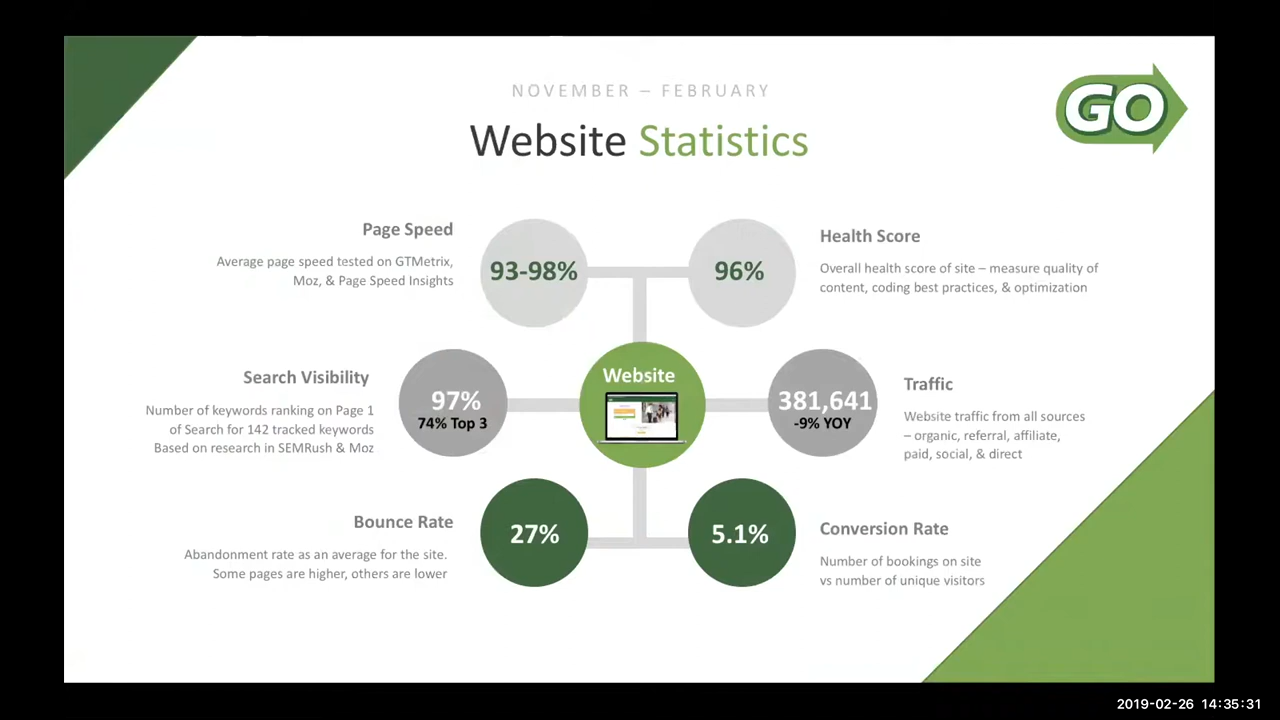 NOVEMBER – FEBRUARY
Website Statistics
GO
Page Speed
Average page speed tested on GTMetrix,
Moz, & Page Speed Insights
93-98%
96%
Health Score
Overall health score of site – measure quality of
content, coding best practices, & optimization
Search Visibility
Number of keywords ranking on Page 1
of Search for 142 tracked keywords
Based on research in SEMRush & Moz
97%
74% Top 3
Website
381,641
-9% YOY
Traffic
Website traffic from all sources
– organic, referral, affiliate,
paid, social, & direct
Bounce Rate
Abandonment rate as an average for the site.
Some pages are higher, others are lower
27%
5.1%
Conversion Rate
Number of bookings on site
vs number of unique visitors
2019-02-26 14:35:31